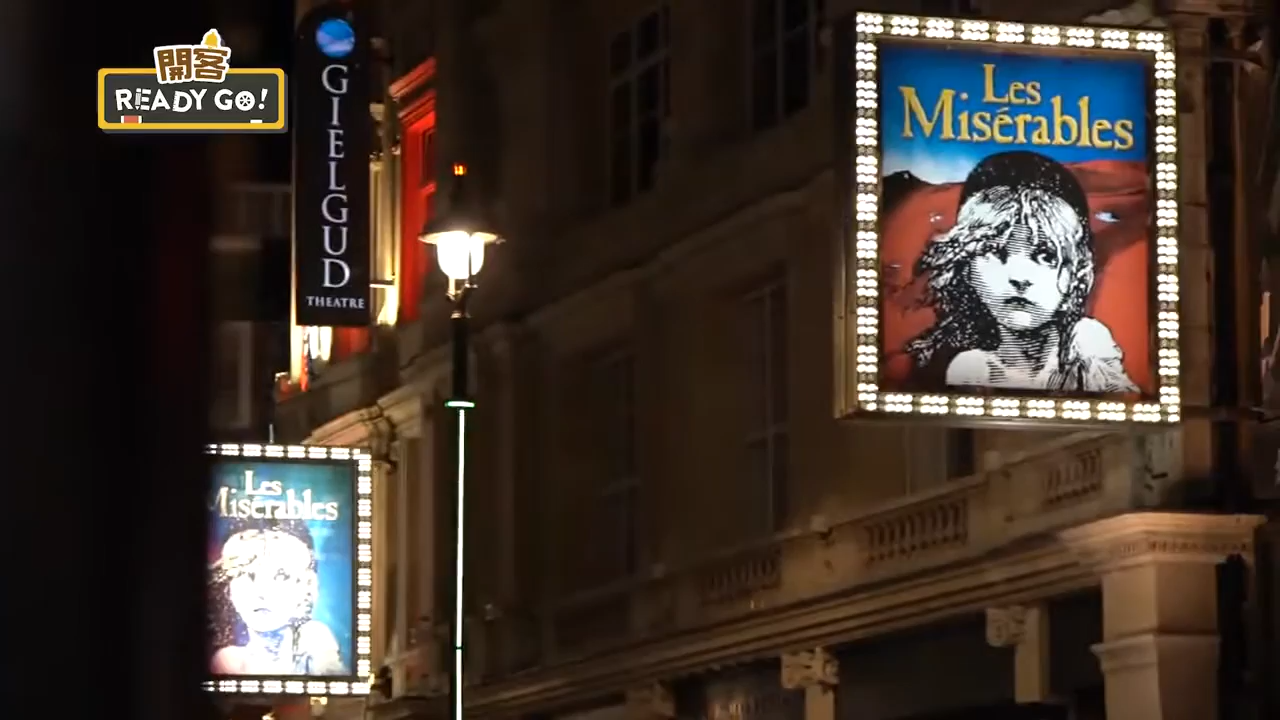 開客
READY GO!
GIELGUD
THEATRE
Les
Misérables
Les
Misérables